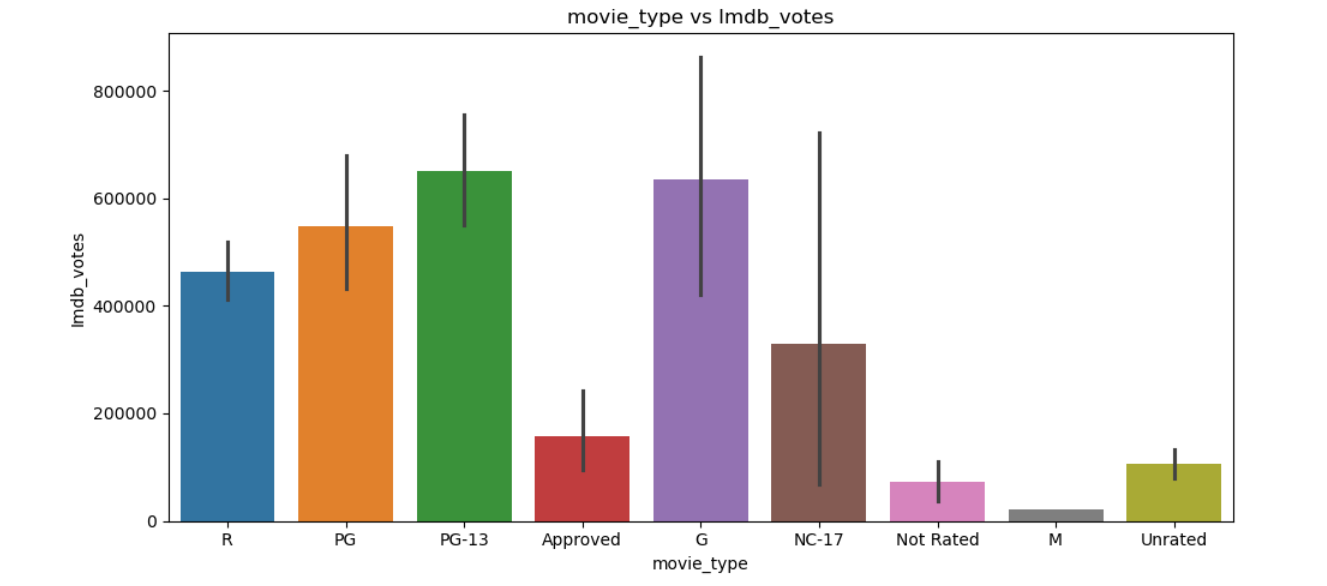 movie_type vs Imdb_votes
800000
600000
400000
200000
0
Imdb_votes
R PG PG-13 Approved G NC-17 Not Rated M Unrated
movie_type